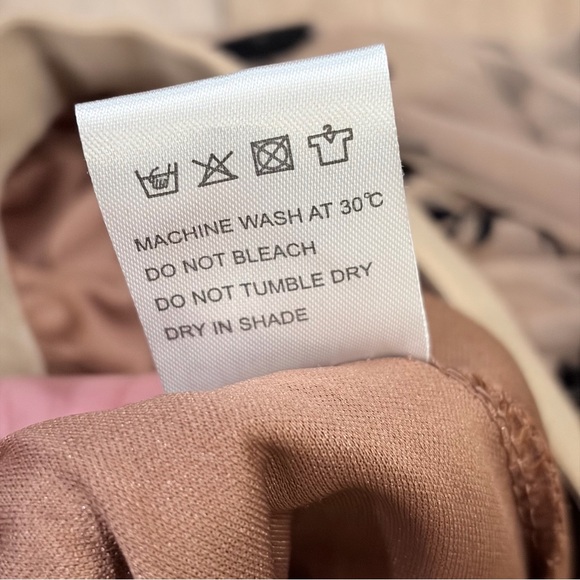 MACHINE WASH AT 30℃
DO NOT BLEACH
DO NOT TUMBLE DRY
DRY IN SHADE